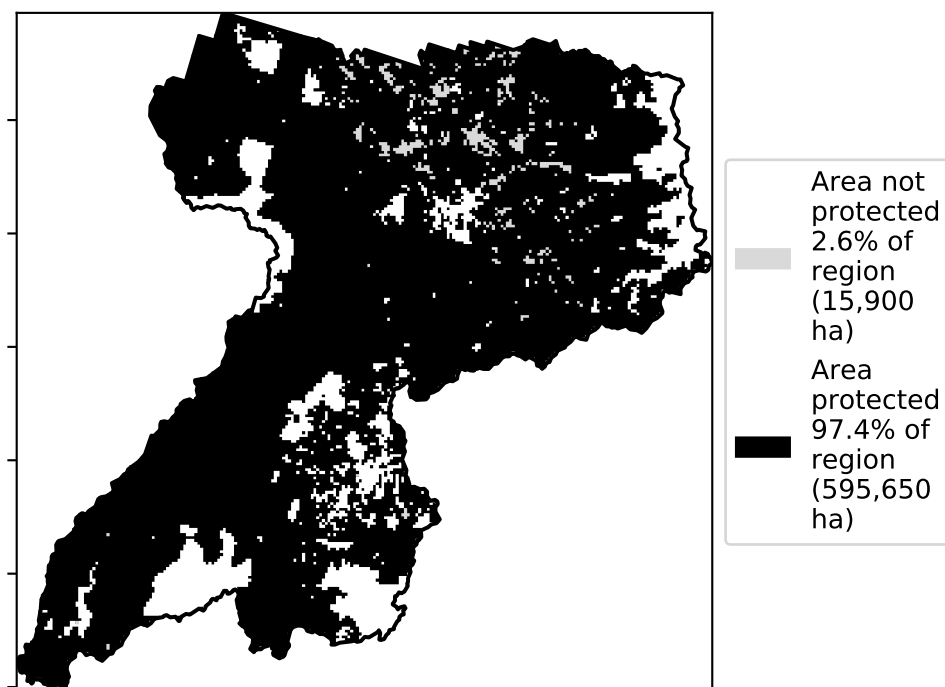 Area not
protected
2.6% of
region
(15,900
ha)
Area
protected
97.4% of
region
(595,650
ha)